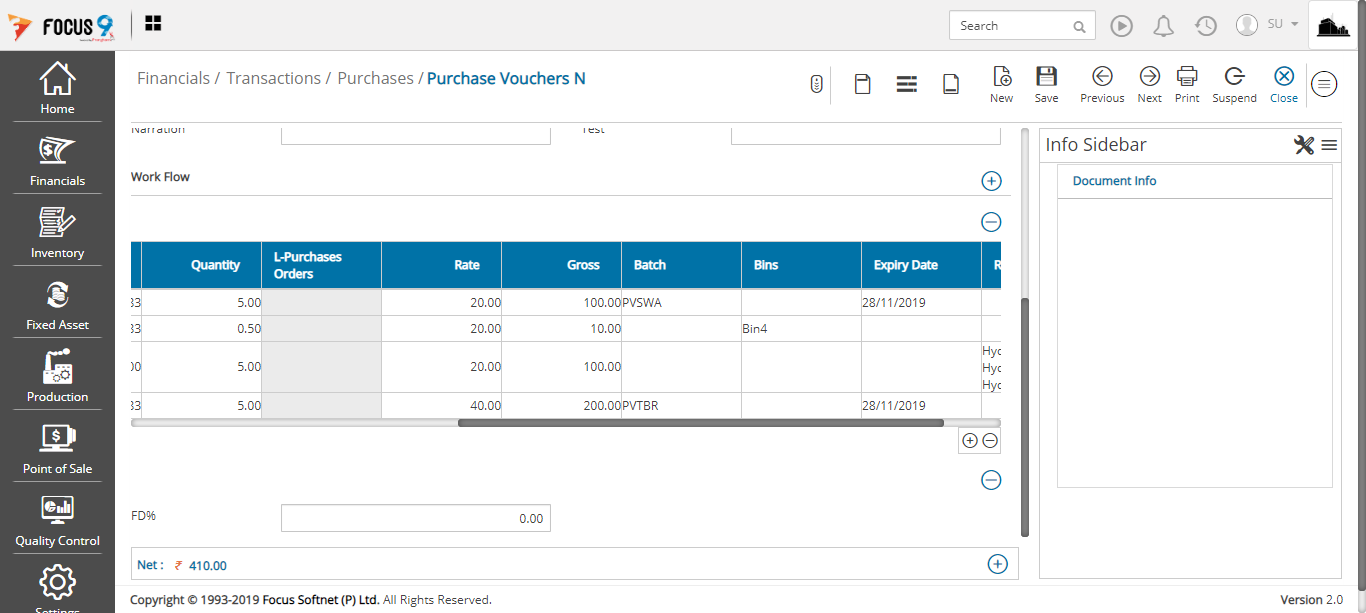 FOCUS 9
Search
SU
Home
Financials
Inventory
Fixed Asset
Production
Point of Sale
Quality Control
Settings
Financials / Transactions / Purchases / Purchase Vouchers N
New Save Previous Next Print Suspend Close
Narration Test
Work Flow
Quantity L-Purchases Orders Rate Gross Batch Bins Expiry Date R
33 5.00 20.00 100.00 PVSWA 28/11/2019
33 0.50 20.00 10.00 Bin4
00 5.00 20.00 100.00 Hyc
Hyc
Hyc
33 5.00 40.00 200.00 PVTBR 28/11/2019
FD% 0.00
Net : ₹ 410.00
Info Sidebar
Document Info
Copyright © 1993-2019 Focus Softnet (P) Ltd. All Rights Reserved.
Version 2.0